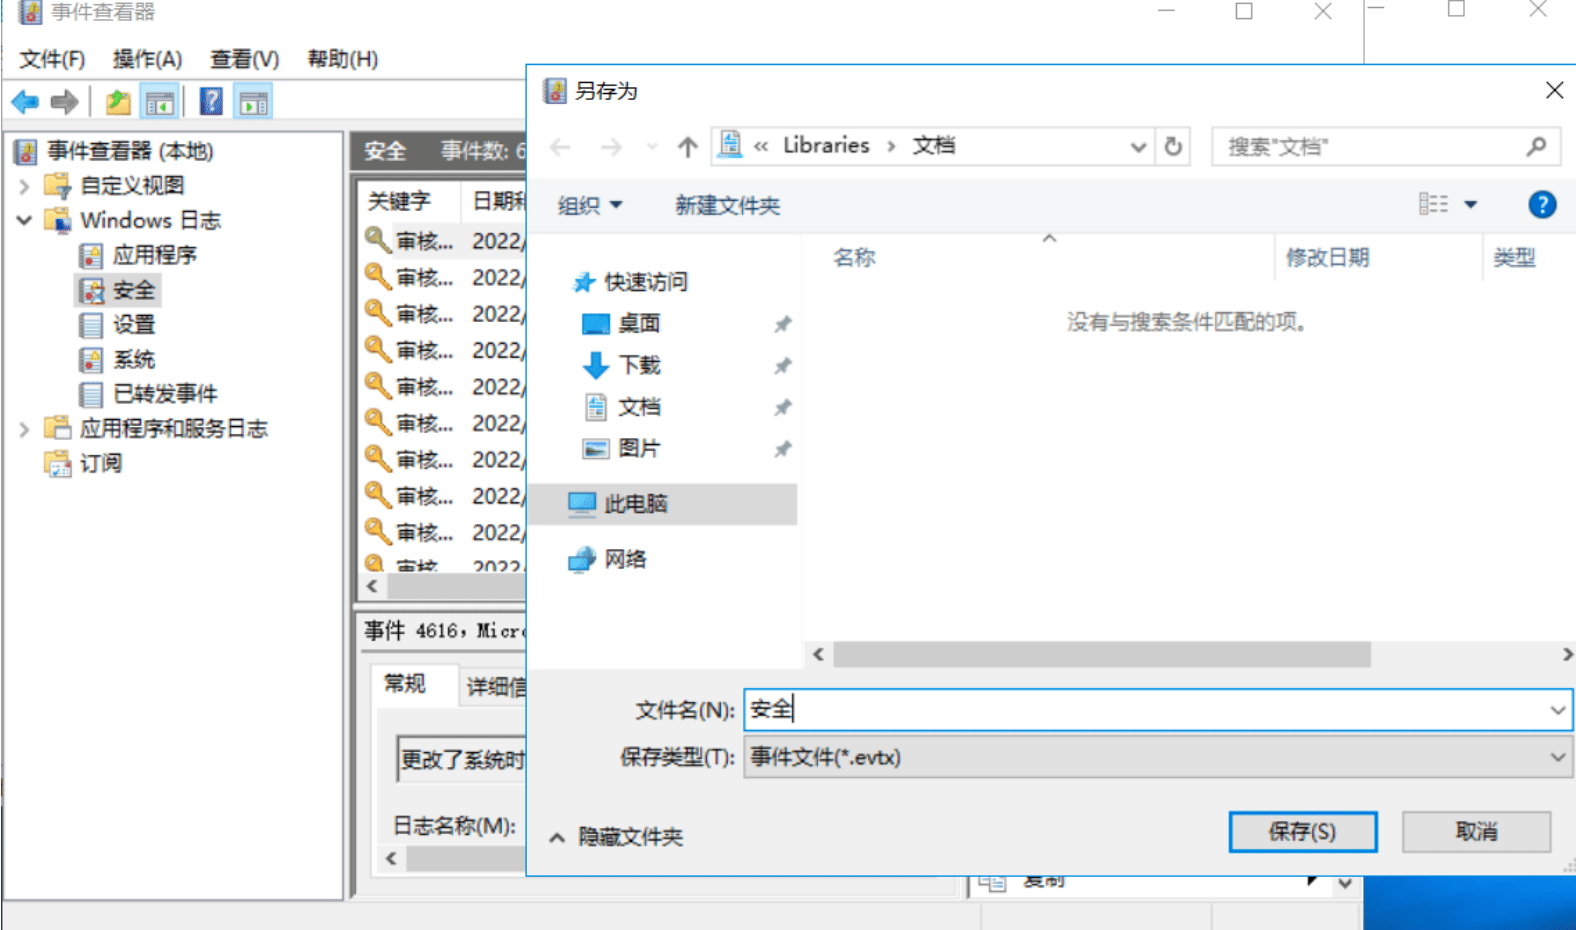 事件查看器
文件(F) 操作(A) 查看(V) 帮助(H)
事件查看器 (本地)
自定义视图
Windows 日志
应用程序
安全
设置
系统
已转发事件
应用程序和服务日志
订阅
安全 事件数: 6
关键字 日期和
审核... 2022/
审核... 2022/
审核... 2022/
审核... 2022/
审核... 2022/
审核... 2022/
审核... 2022/
审核... 2022/
审核... 2022/
审核 2022/
事件 4616, Micro
常规 详细信
更改了系统时
日志名称(M):
另存为
« Libraries › 文档
搜索"文档"
组织 新建文件夹
?
名称 修改日期 类型
没有与搜索条件匹配的项。
快速访问
桌面
下载
文档
图片
此电脑
网络
文件名(N): 安全
保存类型(T): 事件文件(*.evtx)
隐藏文件夹
保存(S) 取消
复制